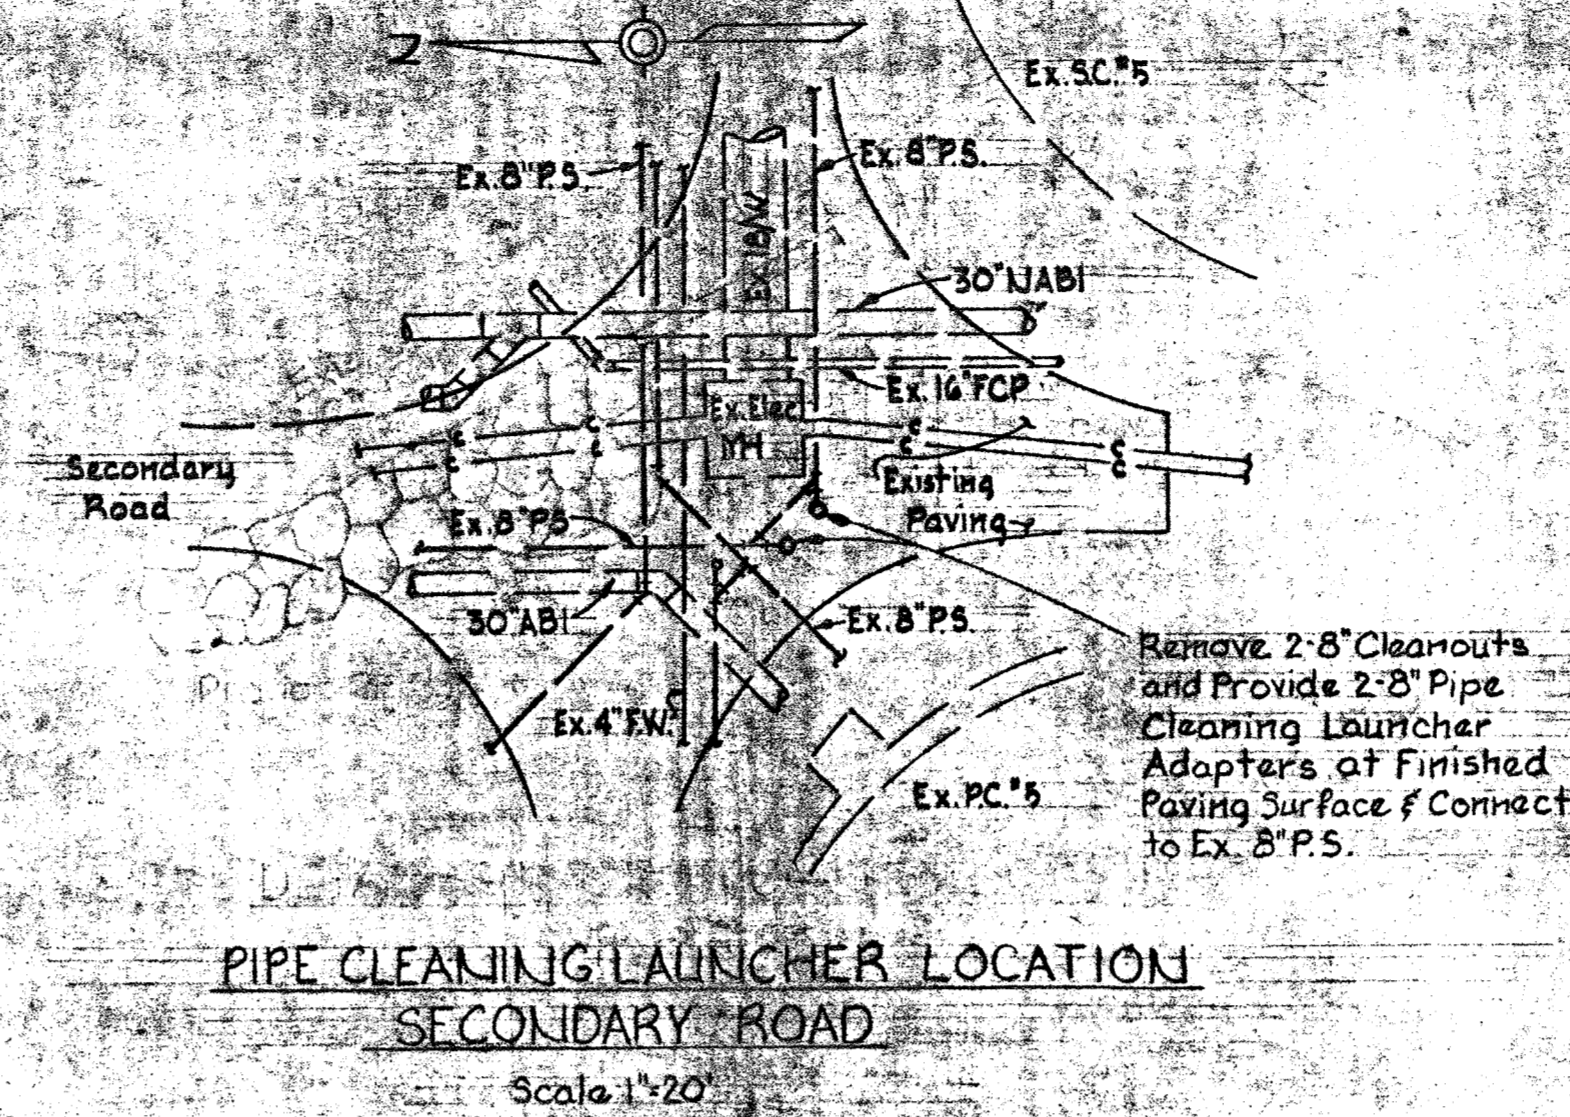 N
Ex. S.C. #5
Ex. 8" P.S.
Ex. 8" P.S.
30" NABI
Ex. 16" FCP
Ex. Elec
MH
Secondary
Road
Existing
Paving
Ex. 8" PS
30" ABI
Ex. 8" P.S.
Ex. 4" F.W.
Remove 2-8" Cleanouts
and Provide 2-8" Pipe
Cleaning Launcher
Adapters at Finished
Paving Surface & Connect
to Ex. 8" P.S.
Ex. P.C. #5
PIPE CLEANING LAUNCHER LOCATION
SECONDARY ROAD
Scale 1"=20'